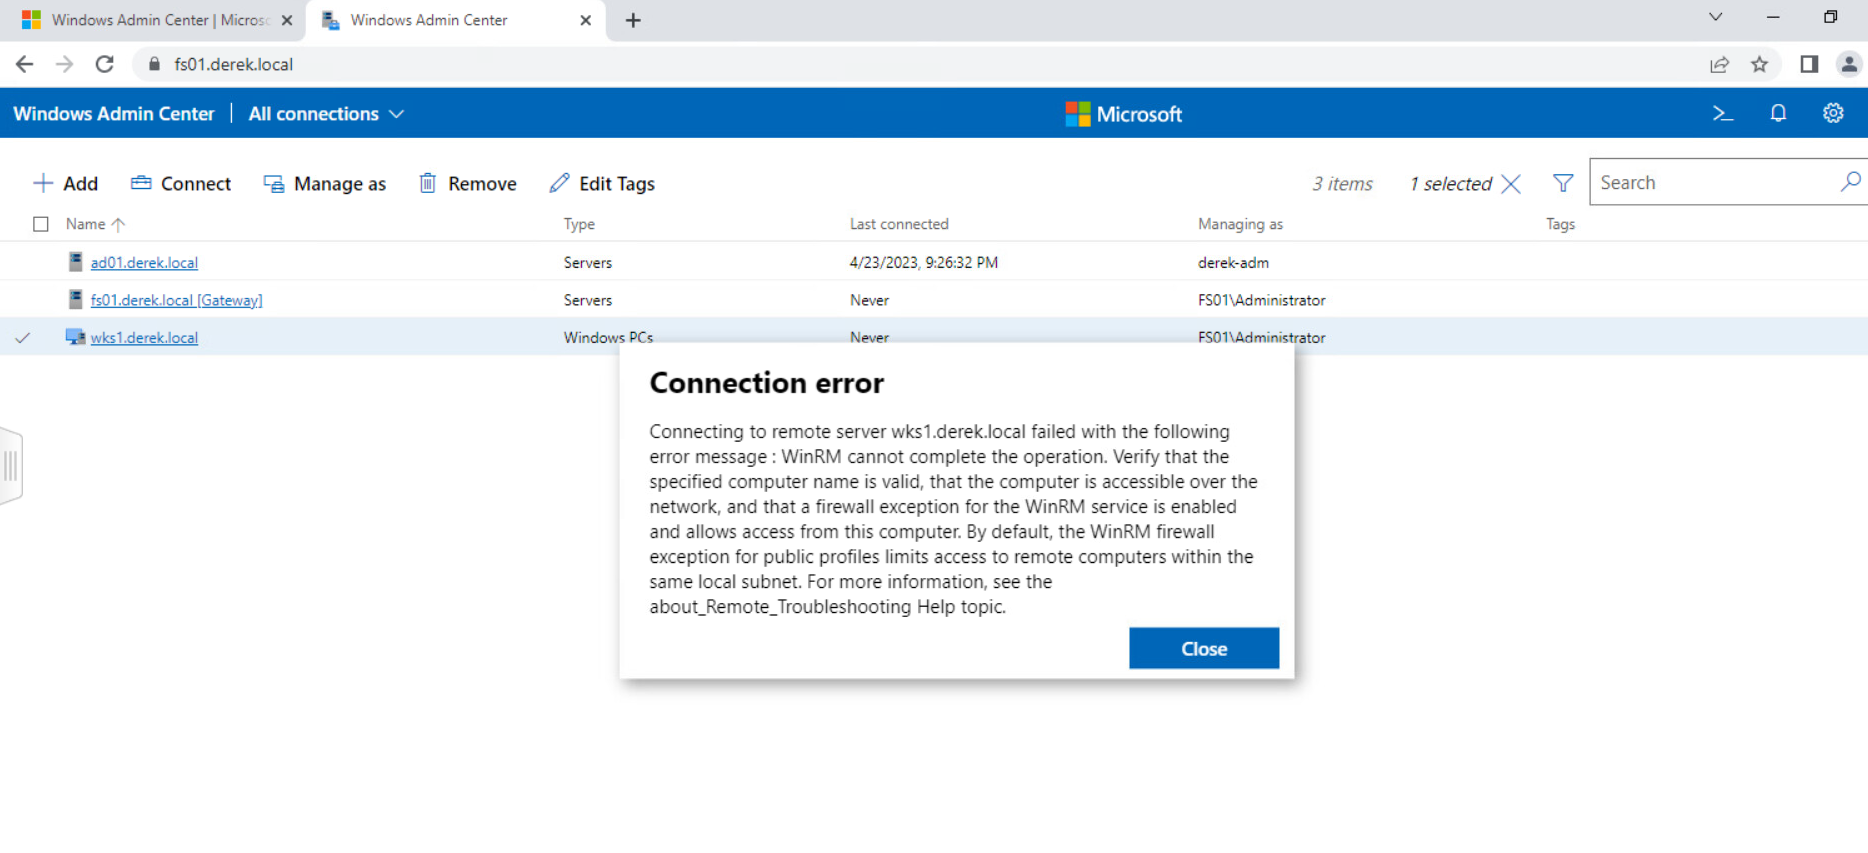 Windows Admin Center | Micros
Windows Admin Center
fs01.derek.local
Windows Admin Center
All connections
Microsoft
Add
Connect
Manage as
Remove
Edit Tags
3 items
1 selected
Search
Name Type Last connected Managing as Tags
ad01.derek.local Servers 4/23/2023, 9:26:32 PM derek-adm
fs01.derek.local [Gateway] Servers Never FS01\Administrator
wks1.derek.local Windows PCs Never FS01\Administrator
Connection error
Connecting to remote server wks1.derek.local failed with the following
error message : WinRM cannot complete the operation. Verify that the
specified computer name is valid, that the computer is accessible over the
network, and that a firewall exception for the WinRM service is enabled
and allows access from this computer. By default, the WinRM firewall
exception for public profiles limits access to remote computers within the
same local subnet. For more information, see the
about_Remote_Troubleshooting Help topic.
Close